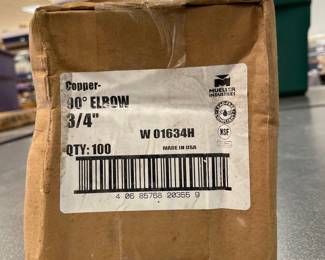 Copper-
90° ELBOW
3/4"
MUELLER
INDUSTRIES
W 01634H
NSF
QTY: 100
MADE IN USA
4 06 85768 20355 9